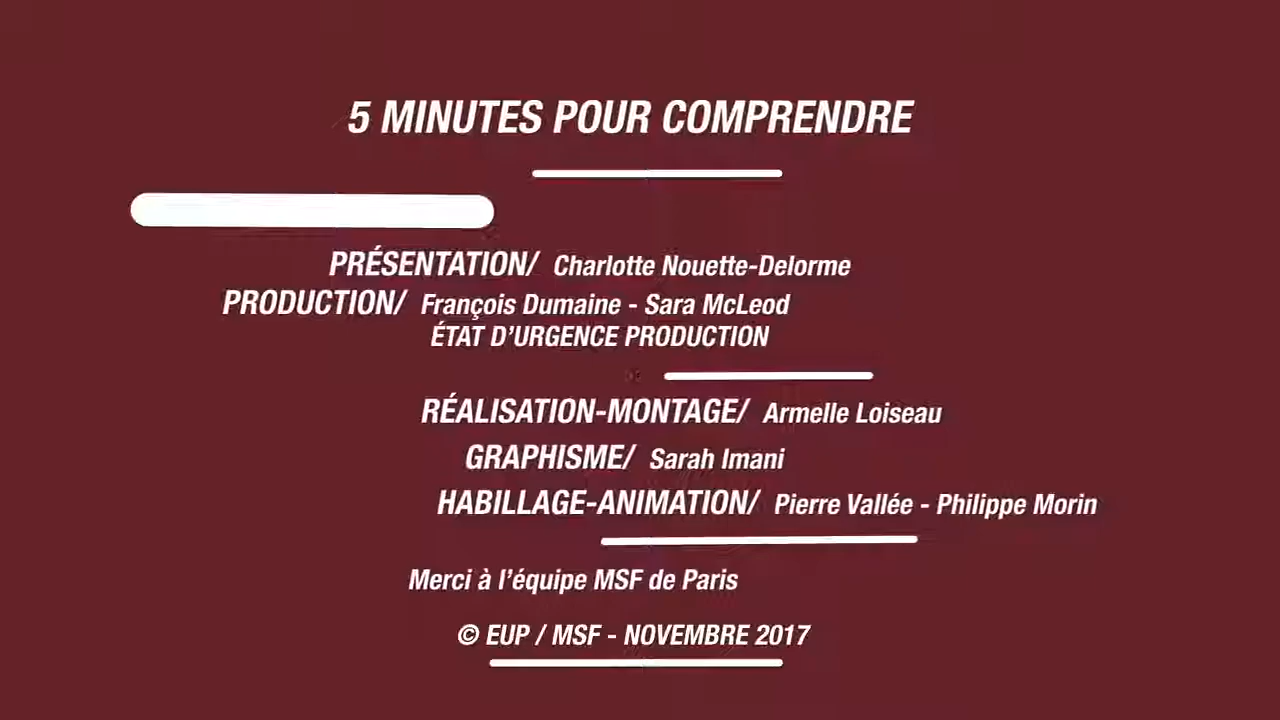 5 MINUTES POUR COMPRENDRE
PRÉSENTATION/ Charlotte Nouette-Delorme
PRODUCTION/ François Dumaine - Sara McLeod
ÉTAT D'URGENCE PRODUCTION
RÉALISATION-MONTAGE/ Armelle Loiseau
GRAPHISME/ Sarah Imani
HABILLAGE-ANIMATION/ Pierre Vallée - Philippe Morin
Merci à l'équipe MSF de Paris
© EUP / MSF - NOVEMBRE 2017